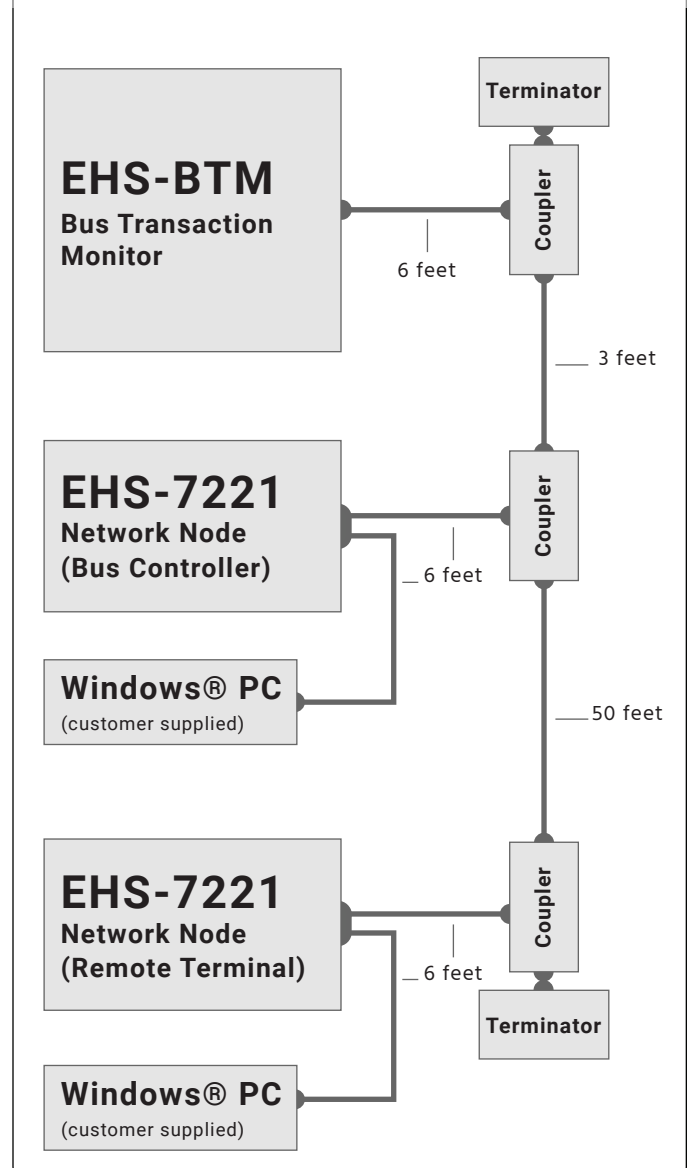 Terminator
EHS-BTM
Bus Transaction
Monitor
Coupler
6 feet
3 feet
EHS-7221
Network Node
(Bus Controller)
Coupler
6 feet
Windows® PC
(customer supplied)
50 feet
EHS-7221
Network Node
(Remote Terminal)
Coupler
6 feet
Terminator
Windows® PC
(customer supplied)